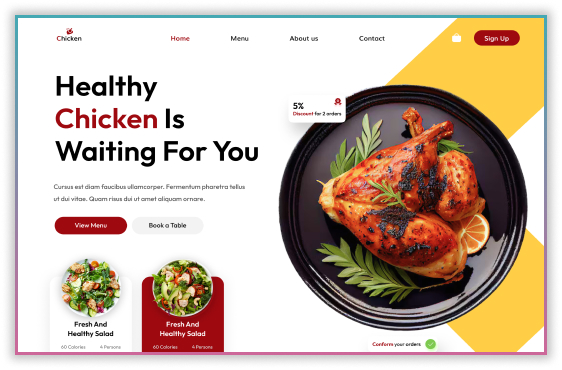 Chicken
Home
Menu
About us
Contact
Sign Up
Healthy
Chicken Is
Waiting For You
5%
Discount for 2 orders
Cursus est diam faucibus ullamcorper. Fermentum pharetra tellus
ut dui vitae. Quam risus dui ut amet aliquam ornare.
View Menu
Book a Table
Fresh And
Healthy Salad
60 Calories
4 Persons
Fresh And
Healthy Salad
60 Calories
4 Persons
Conform your orders